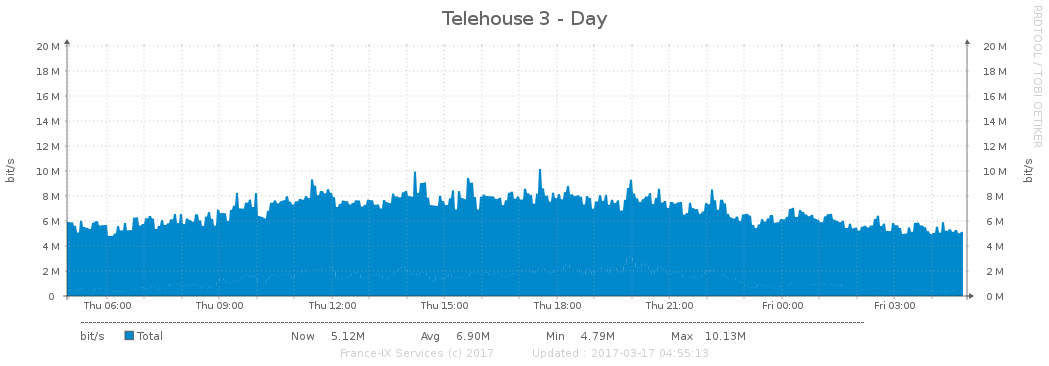 Telehouse 3 - Day
RRDTOOL / TOBI OETIKER
20 M 20 M
18 M 18 M
16 M 16 M
14 M 14 M
12 M 12 M
10 M 10 M
8 M 8 M
6 M 6 M
4 M 4 M
2 M 2 M
0 0 M
bit/s
bit/s
Thu 06:00 Thu 09:00 Thu 12:00 Thu 15:00 Thu 18:00 Thu 21:00 Fri 00:00 Fri 03:00
bit/s Total Now 5.12M Avg 6.90M Min 4.79M Max 10.13M
France-IX Services (c) 2017 Updated : 2017-03-17 04:55:13